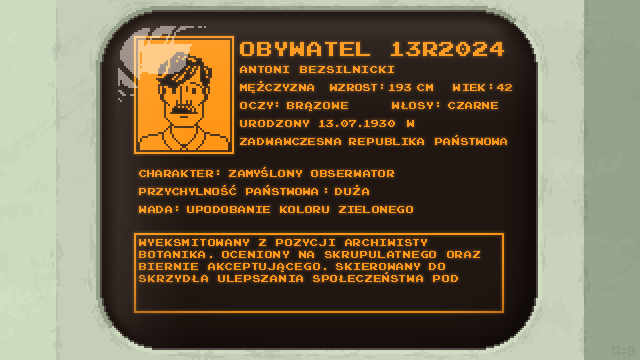 OBYWATEL 13R2024
ANTONI BEZSILNICKI
MĘŻCZYZNA WZROST: 193 CM WIEK: 42
OCZY: BRĄZOWE WŁOSY: CZARNE
URODZONY 13.07.1930 W
ZADWAWCZESNA REPUBLIKA PAŃSTWOWA
CHARAKTER: ZAMYŚLONY OBSERWATOR
PRZYCHYLNOŚĆ PAŃSTWOWA : DUŻA
WADA: UPODOBANIE KOLORU ZIELONEGO
WYEKSMITOWANY Z POZYCJI ARCHIWISTY
BOTANIKA. OCENIONY NA SKRUPULATNEGO ORAZ
BIERNIE AKCEPTUJĄCEGO. SKIEROWANY DO
SKRZYDŁA ULEPSZANIA SPOŁECZEŃSTWA POD